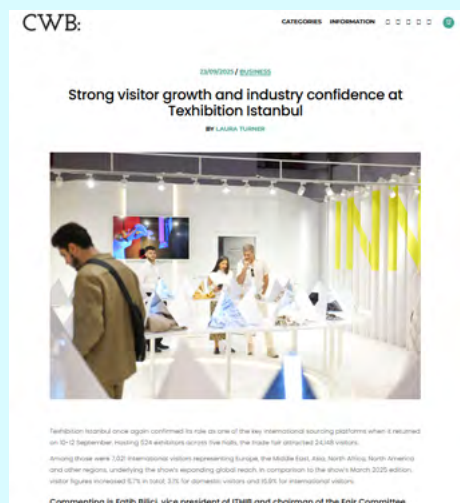 CWB:
CATEGORIES INFORMATION
23/09/2025 / BUSINESS
Strong visitor growth and industry confidence at
Texhibition Istanbul
BY LAURA TURNER
INN
Texhibition Istanbul once again confirmed its role as one of the key international sourcing platforms when it returned
on 10-12 September. Hosting 524 exhibitors across five halls, the trade fair attracted 24,148 visitors.
Among those were 7,021 international visitors representing Europe, the Middle East, Asia, North Africa, North America
and other regions, underlying the show's expanding global reach. In comparison to the show's March 2025 edition,
visitor figures increased 5.7% in total, 3.1% for domestic visitors and for international visitors.
Commenting is Fatih Bilici, vice president of İTHİB and chairman of the Fair Committee